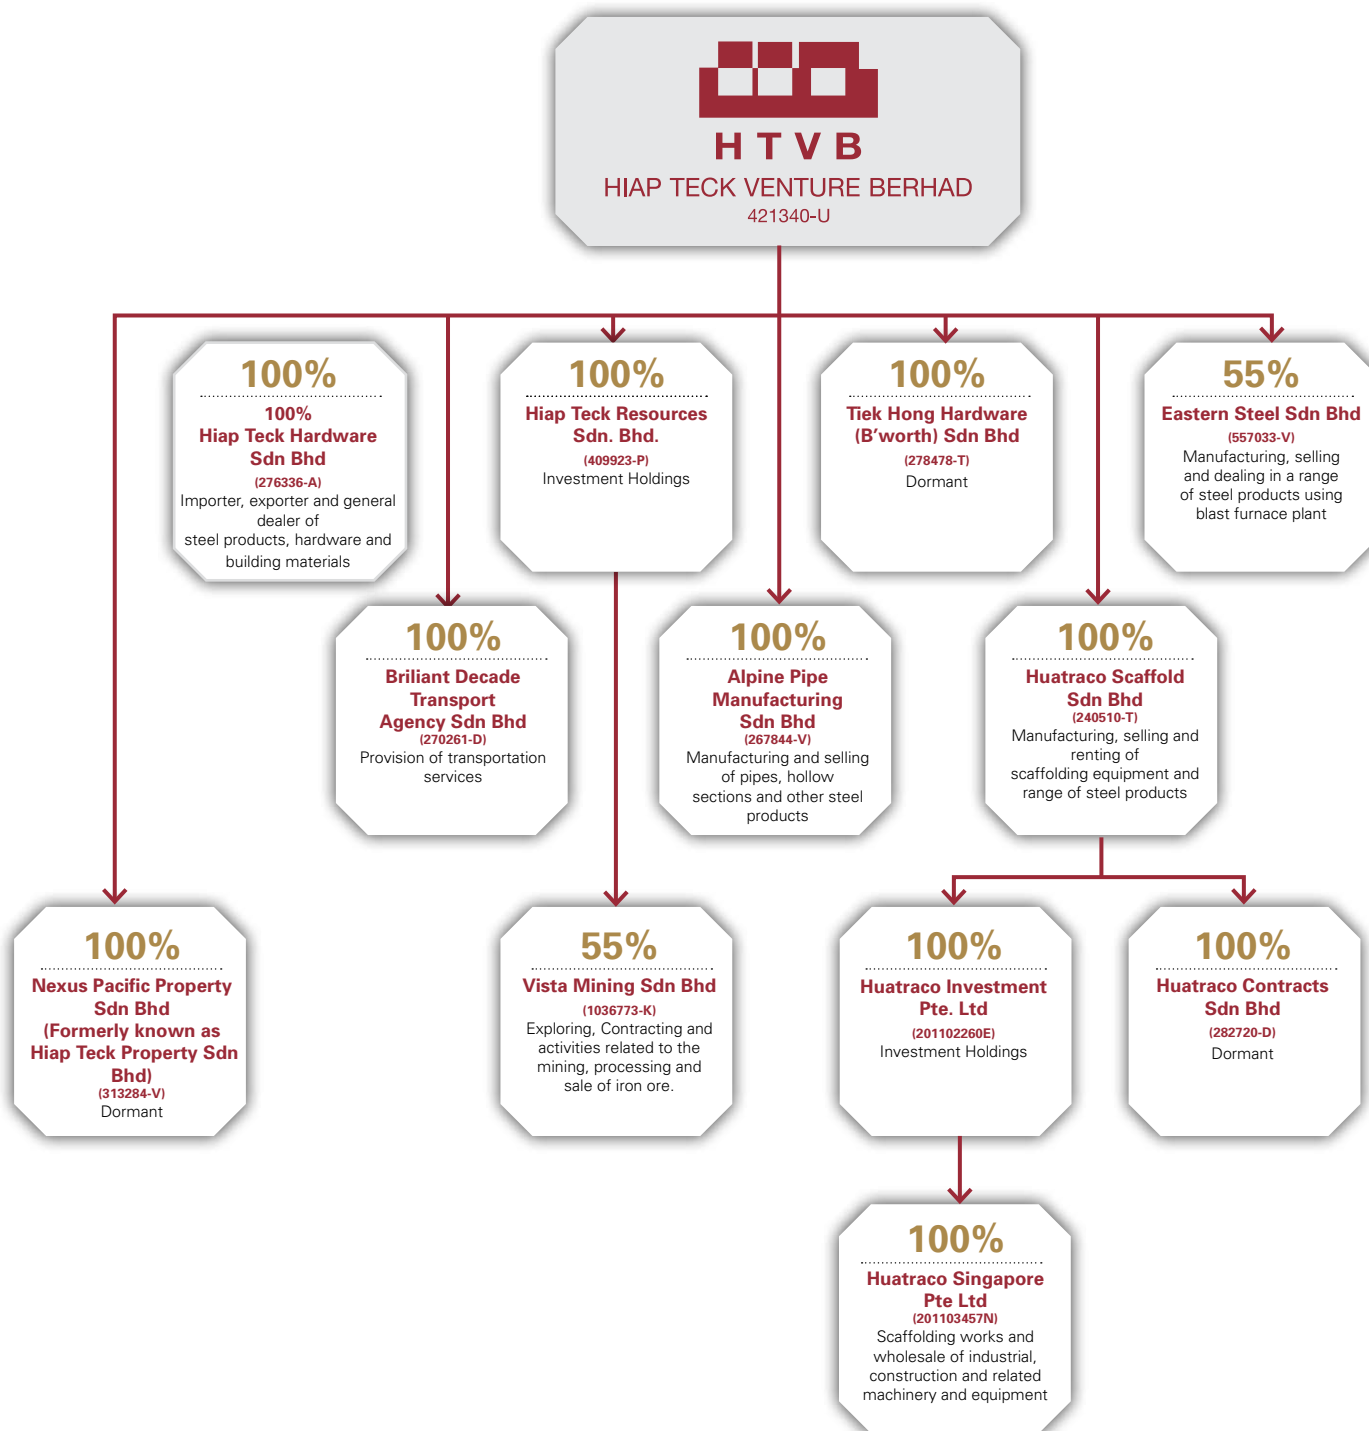 HTVB
HIAP TECK VENTURE BERHAD
421340-U
100%
100%
Hiap Teck Hardware
Sdn Bhd
(276336-A)
Importer, exporter and general
dealer of
steel products, hardware and
building materials
100%
Hiap Teck Resources
Sdn. Bhd.
(409923-P)
Investment Holdings
100%
Tiek Hong Hardware
(B’worth) Sdn Bhd
(278478-T)
Dormant
55%
Eastern Steel Sdn Bhd
(557033-V)
Manufacturing, selling
and dealing in a range
of steel products using
blast furnace plant
100%
Briliant Decade
Transport
Agency Sdn Bhd
(270261-D)
Provision of transportation
services
100%
Alpine Pipe
Manufacturing
Sdn Bhd
(267844-V)
Manufacturing and selling
of pipes, hollow
sections and other steel
products
100%
Huatraco Scaffold
Sdn Bhd
(240510-T)
Manufacturing, selling and
renting of
scaffolding equipment and
range of steel products
100%
Nexus Pacific Property
Sdn Bhd
(Formerly known as
Hiap Teck Property Sdn
Bhd)
(313284-V)
Dormant
55%
Vista Mining Sdn Bhd
(1036773-K)
Exploring, Contracting and
activities related to the
mining, processing and
sale of iron ore.
100%
Huatraco Investment
Pte. Ltd
(201102260E)
Investment Holdings
100%
Huatraco Contracts
Sdn Bhd
(282720-D)
Dormant
100%
Huatraco Singapore
Pte Ltd
(201103457N)
Scaffolding works and
wholesale of industrial,
construction and related
machinery and equipment